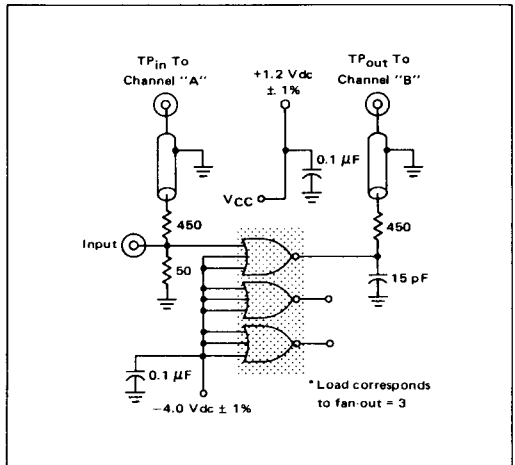 TPin To
Channel "A"
+1.2 Vdc
± 1%
TPout To
Channel "B"
0.1 µF
VCC
450
450
Input
50
15 pF
0.1 µF
* Load corresponds
to fan-out = 3
−4.0 Vdc ± 1%